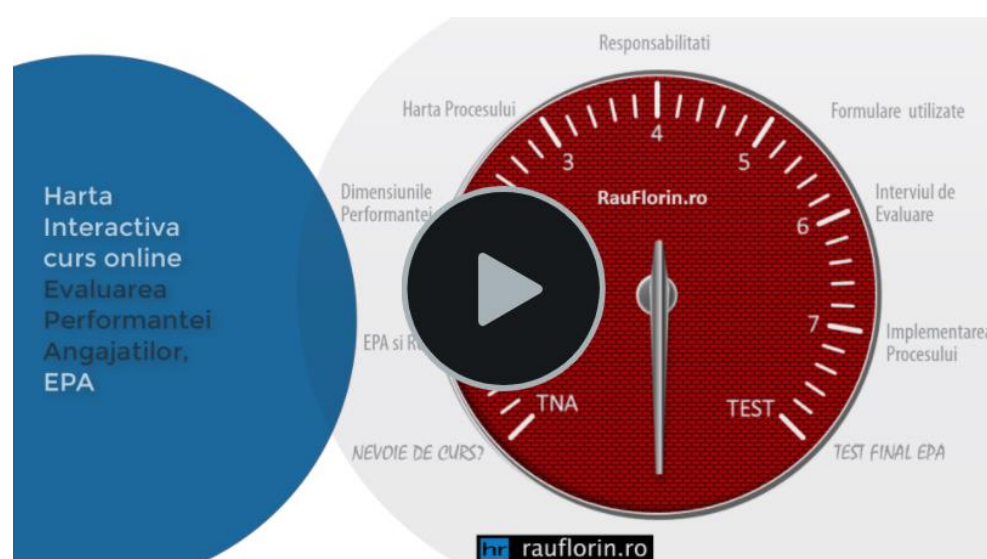 Harta
Interactiva
curs online
Evaluarea
Performantei
Angajatilor,
EPA
Responsabilitati
Harta Procesului
Formulare utilizate
Dimensiunile
Performantei
Interviul de
Evaluare
EPA si
Implementarea
Procesului
NEVOIE DE CURS?
TEST FINAL EPA
3
4
5
6
7
RauFlorin.ro
TNA
TEST
hr rauflorin.ro